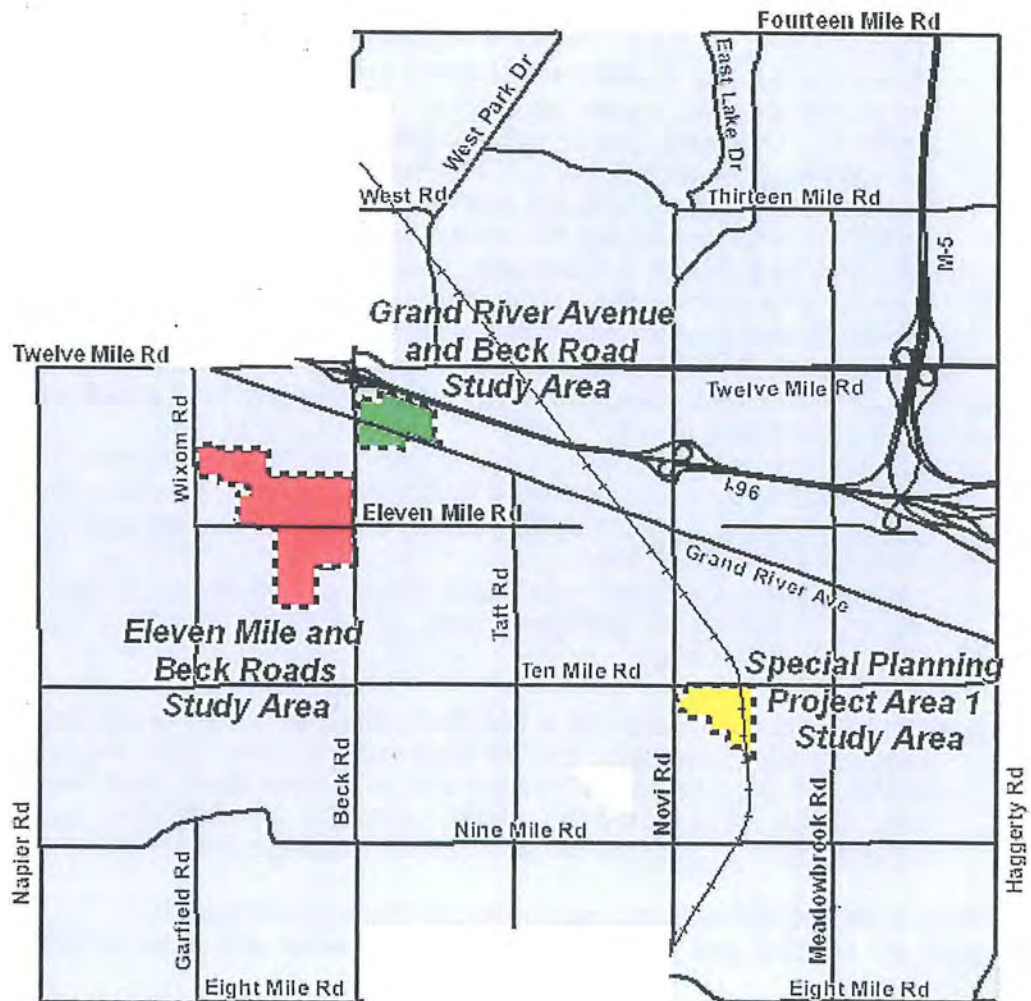 Fourteen Mile Rd
West Park Dr
East Lake Dr
West Rd
Thirteen Mile Rd
M-5
Grand River Avenue
and Beck Road
Study Area
Twelve Mile Rd
Twelve Mile Rd
Wixom Rd
I-96
Eleven Mile Rd
Grand River Ave
Taft Rd
Eleven Mile and
Beck Roads
Study Area
Ten Mile Rd
Special Planning
Project Area 1
Study Area
Beck Rd
Novi Rd
Meadowbrook Rd
Haggerty Rd
Napier Rd
Nine Mile Rd
Garfield Rd
Eight Mile Rd
Eight Mile Rd